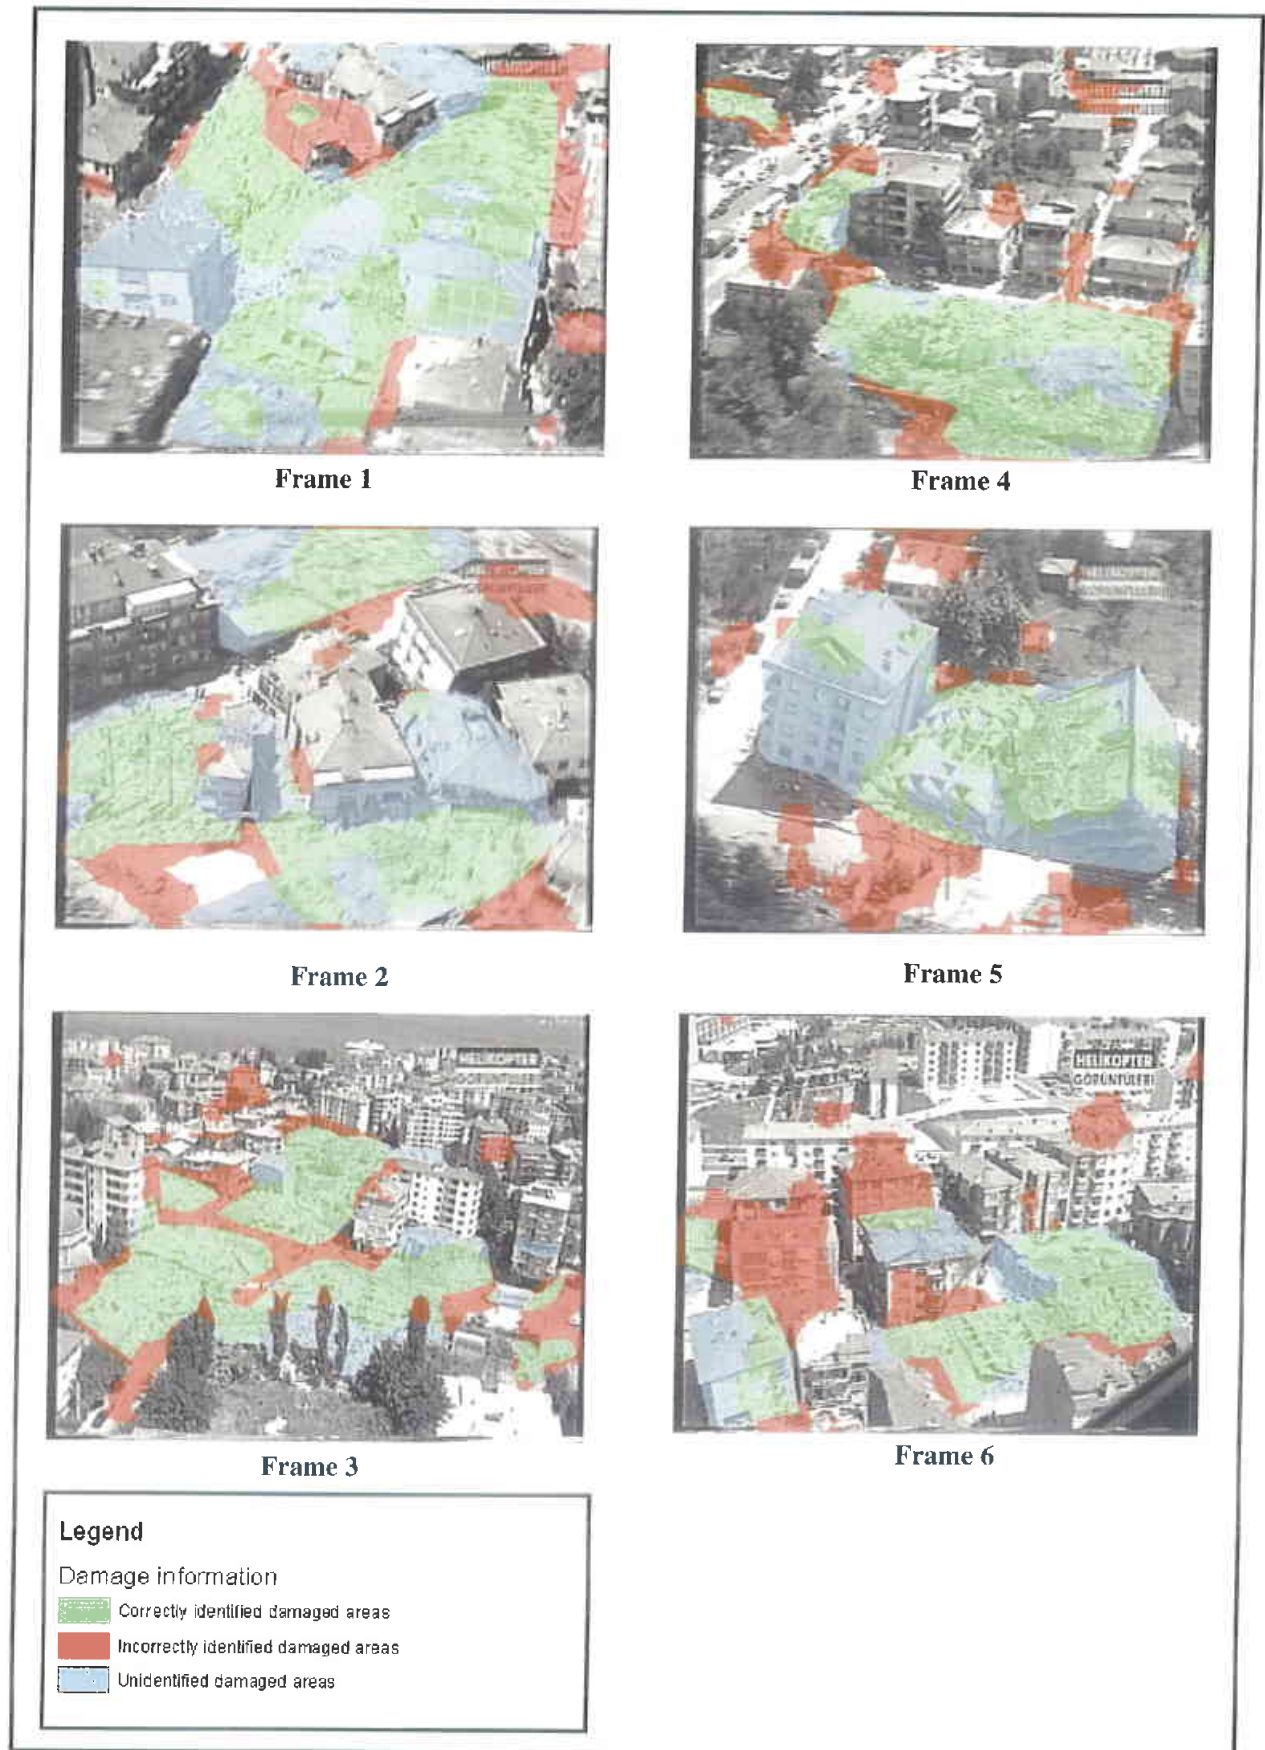 Frame 1
Frame 4
Frame 2
Frame 5
HELIKOPTER
HELIKOPTER
GÖRÜNTÜLERİ
Frame 3
Frame 6
Legend
Damage information
Correctly identified damaged areas
Incorrectly identified damaged areas
Unidentified damaged areas